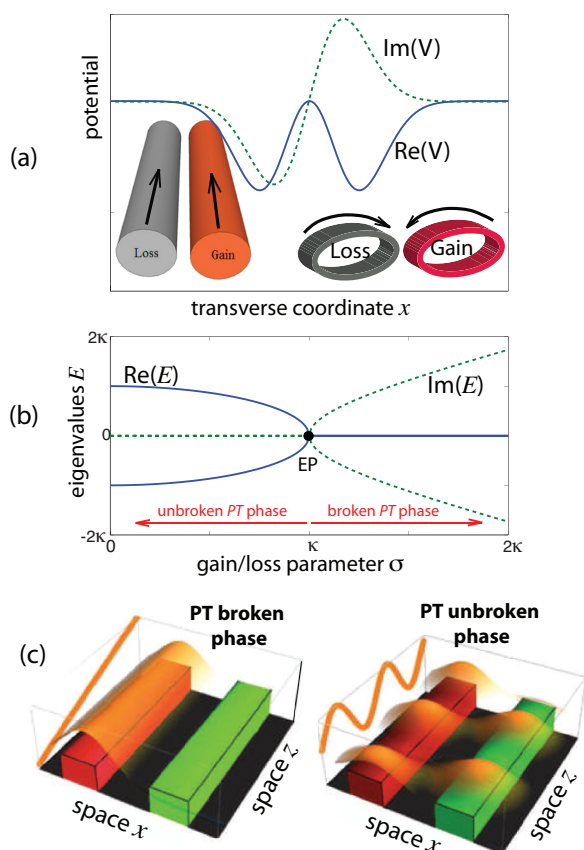 (a)
potential
Im(V)
Re(V)
Loss
Gain
Loss
Gain
transverse coordinate x
(b)
eigenvalues E
2κ
0
-2κ
Re(E)
Im(E)
EP
unbroken PT phase
broken PT phase
0
κ
2κ
gain/loss parameter σ
(c)
PT broken
phase
space x
space z
PT unbroken
phase
space x
space z